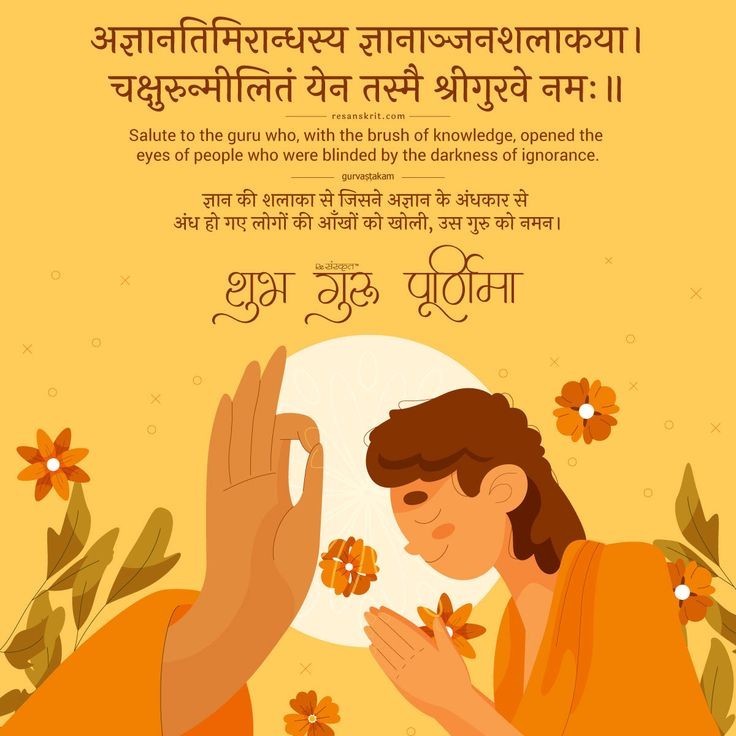 अज्ञानतिमिरान्धस्य ज्ञानाञ्जनशलाकया।
चक्षुरुन्मीलितं येन तस्मै श्रीगुरवे नमः॥
resanskrit.com
Salute to the guru who, with the brush of knowledge, opened the
eyes of people who were blinded by the darkness of ignorance.
gurvaṣṭakam
ज्ञान की शलाका से जिसने अज्ञान के अंधकार से
अंध हो गए लोगों की आँखों को खोली, उस गुरु को नमन।
Re संस्कृत™
शुभ गुरू पूर्णिमा